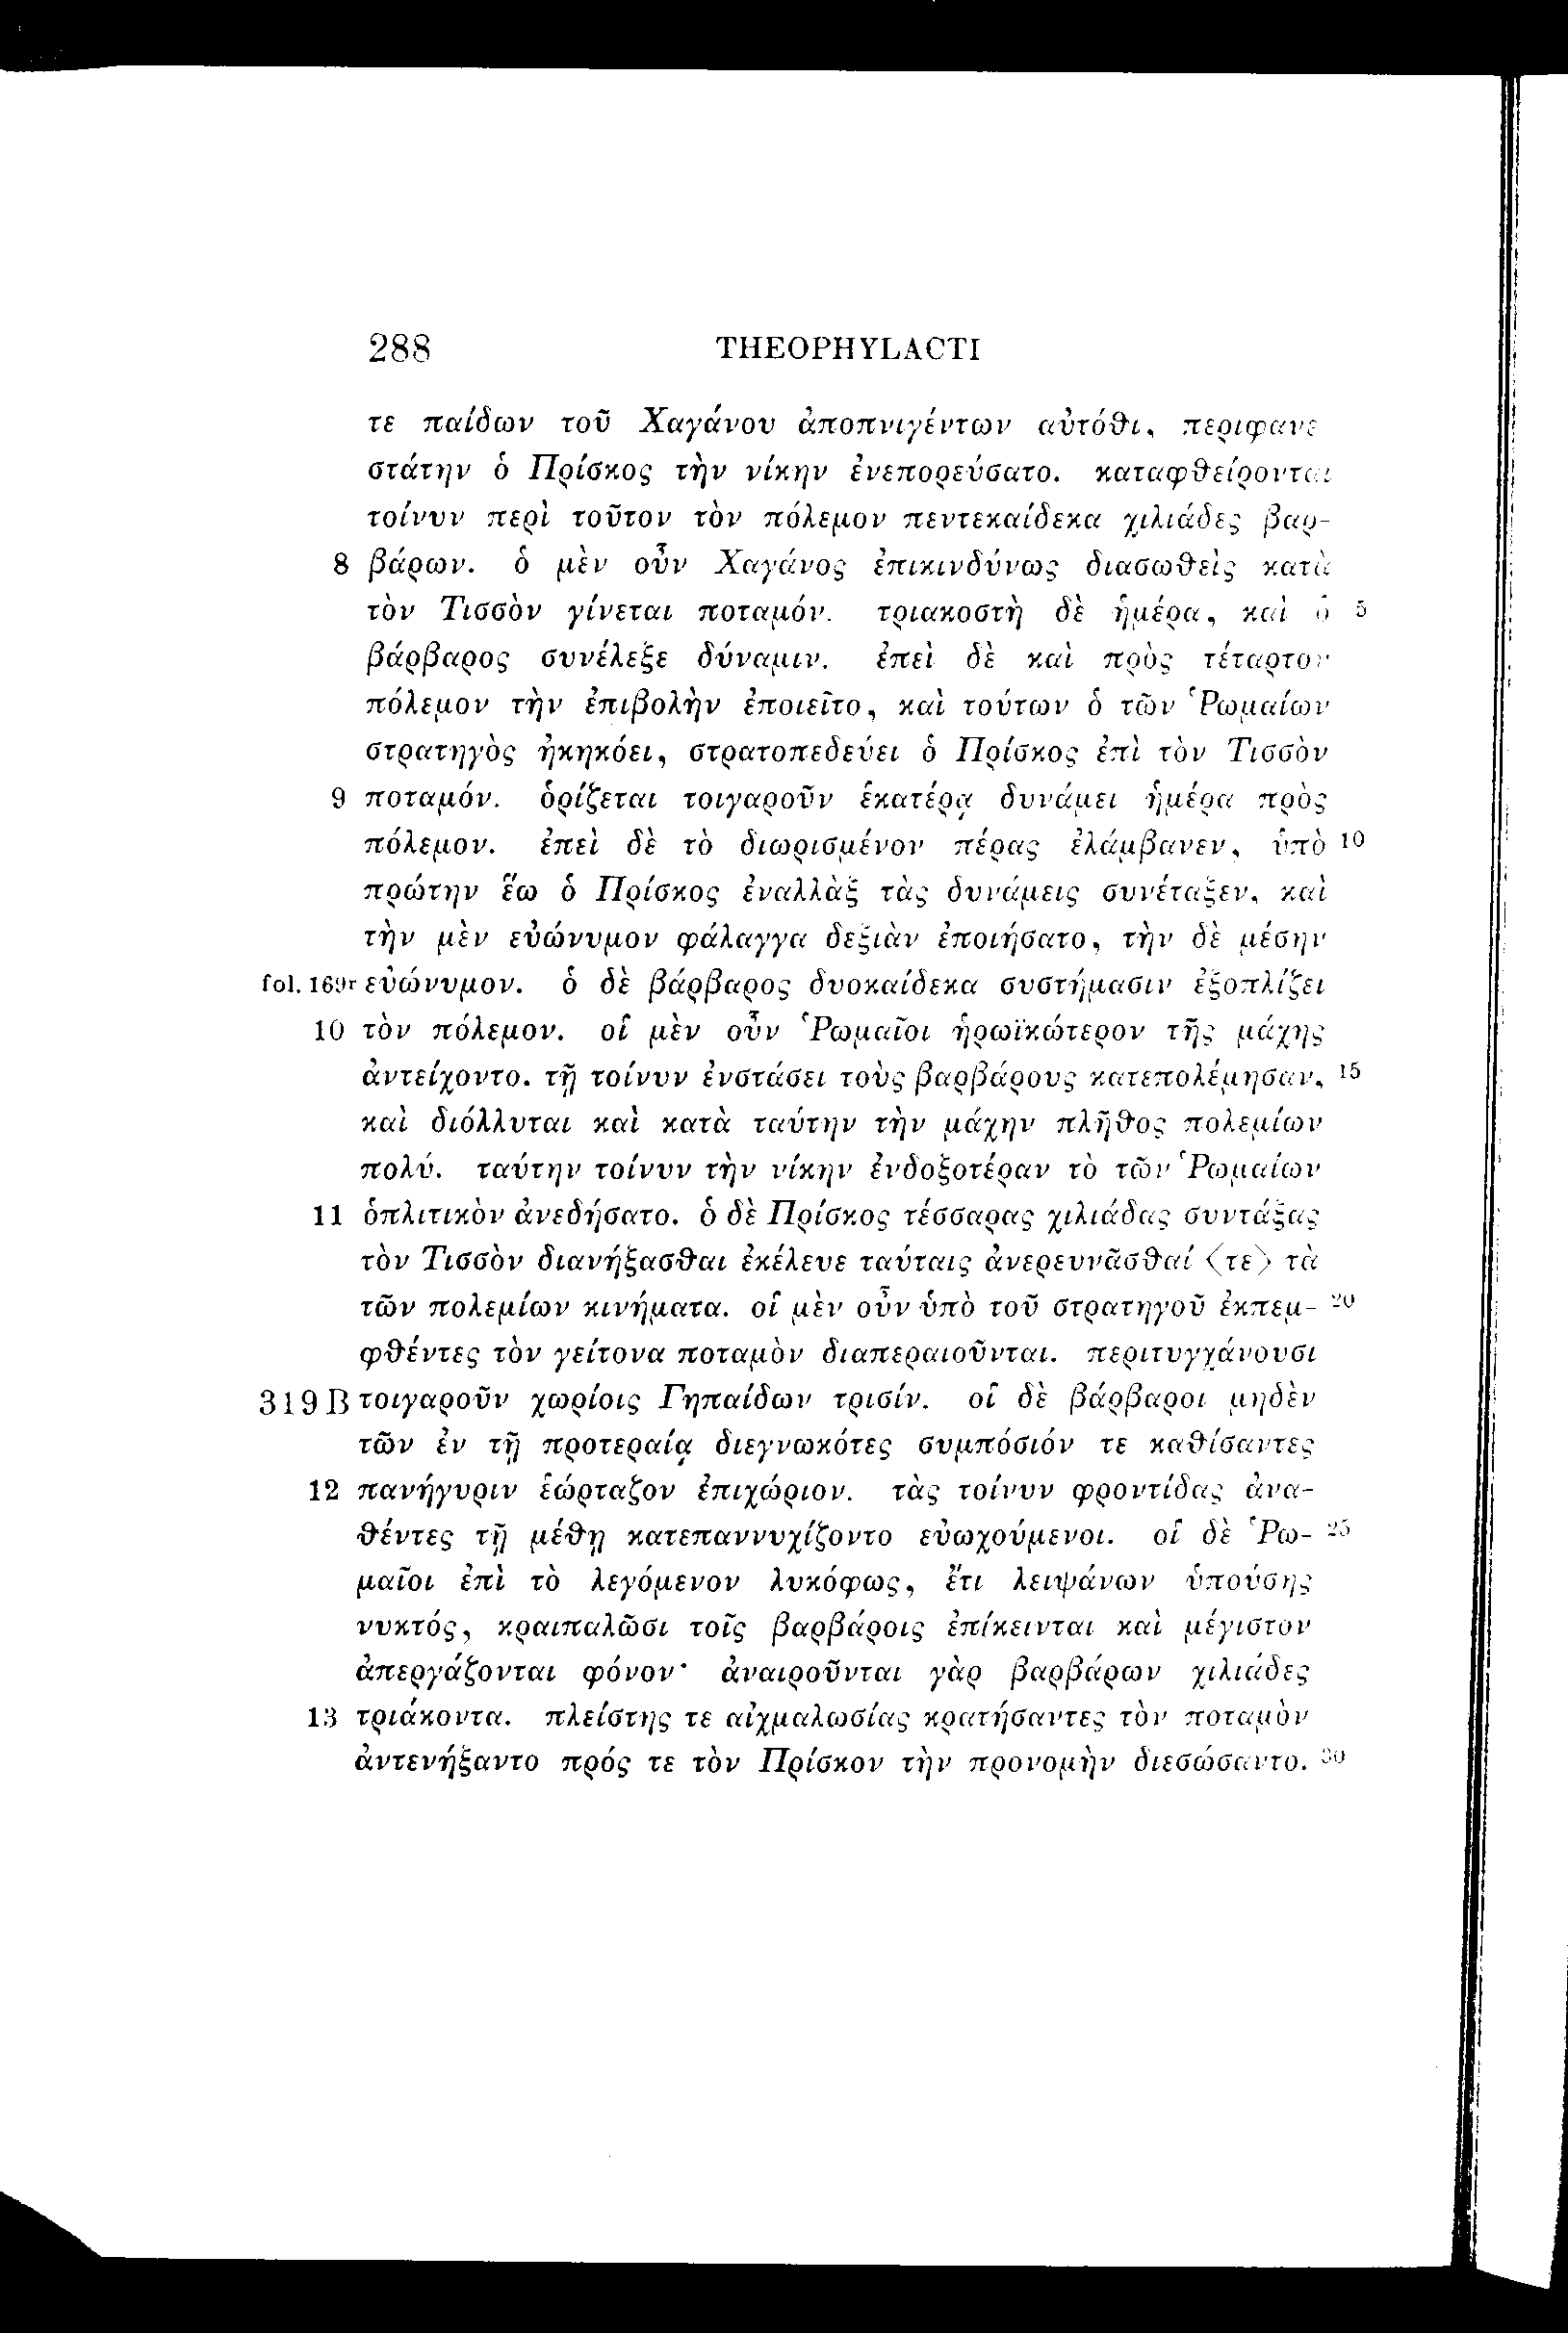 288 THEOPHYLACTI
τε παίδων τοῦ Χαγάνου ἀποπνιγέντων αὐτόθι, περιφανε
στάτην ὁ Πρίσκος τὴν νίκην ἐνεπορεύσατο. καταφθείρονται
τοίνυν περὶ τοῦτον τὸν πόλεμον πεντεκαίδεκα χιλιάδες βαρ-
8 βάρων. ὁ μὲν οὖν Χαγάνος ἐπικινδύνως διασωθεὶς κατὰ
τὸν Τισσὸν γίνεται ποταμόν. τριακοστὴ δὲ ἡμέρα, καὶ ὁ 5
βάρβαρος συνέλεξε δύναμιν. ἐπεὶ δὲ καὶ πρὸς τέταρτον
πόλεμον τὴν ἐπιβολὴν ἐποιεῖτο, καὶ τούτων ὁ τῶν Ῥωμαίων
στρατηγὸς ἠκηκόει, στρατοπεδεύει ὁ Πρίσκος ἐπὶ τὸν Τισσὸν
9 ποταμόν. ὁρίζεται τοιγαροῦν ἑκατέρᾳ δυνάμει ἡμέρα πρὸς
πόλεμον. ἐπεὶ δὲ τὸ διωρισμένον πέρας ἐλάμβανεν, ὑπὸ 10
πρώτην ἕω ὁ Πρίσκος ἐναλλὰξ τὰς δυνάμεις συνέταξεν, καὶ
τὴν μὲν εὐώνυμον φάλαγγα δεξιὰν ἐποιήσατο, τὴν δὲ μέσην
fol. 169r εὐώνυμον. ὁ δὲ βάρβαρος δυοκαίδεκα συστήμασιν ἐξοπλίζει
10 τὸν πόλεμον. οἱ μὲν οὖν Ῥωμαῖοι ἡρωϊκώτερον τῆς μάχης
ἀντείχοντο. τῇ τοίνυν ἐνστάσει τοὺς βαρβάρους κατεπολέμησαν, 15
καὶ διόλλυται καὶ κατὰ ταύτην τὴν μάχην πλῆθος πολεμίων
πολύ. ταύτην τοίνυν τὴν νίκην ἐνδοξοτέραν τὸ τῶν Ῥωμαίων
11 ὁπλιτικὸν ἀνεδήσατο. ὁ δὲ Πρίσκος τέσσαρας χιλιάδας συντάξας
τὸν Τισσὸν διανήξασθαι ἐκέλευε ταύταις ἀνερευνᾶσθαί 〈τε〉 τὰ
τῶν πολεμίων κινήματα. οἱ μὲν οὖν ὑπὸ τοῦ στρατηγοῦ ἐκπεμ- 20
φθέντες τὸν γείτονα ποταμὸν διαπεραιοῦνται. περιτυγχάνουσι
319 B τοιγαροῦν χωρίοις Γηπαίδων τρισίν. οἱ δὲ βάρβαροι μηδὲν
τῶν ἐν τῇ προτεραίᾳ διεγνωκότες συμπόσιόν τε καθίσαντες
12 πανήγυριν ἑώρταζον ἐπιχώριον. τὰς τοίνυν φροντίδας ἀνα-
θέντες τῇ μέθῃ κατεπαννυχίζοντο εὐωχούμενοι. οἱ δὲ Ῥω- 25
μαῖοι ἐπὶ τὸ λεγόμενον λυκόφως, ἔτι λειψάνων ὑπούσης
νυκτός, κραιπαλῶσι τοῖς βαρβάροις ἐπίκεινται καὶ μέγιστον
ἀπεργάζονται φόνον· ἀναιροῦνται γὰρ βαρβάρων χιλιάδες
13 τριάκοντα. πλείστης τε αἰχμαλωσίας κρατήσαντες τὸν ποταμὸν
ἀντενήξαντο πρός τε τὸν Πρίσκον τὴν προνομὴν διεσώσαντο. 30